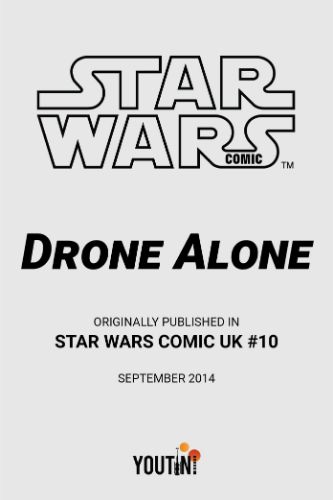 STAR
WARS
COMIC
TM
DRONE ALONE
ORIGINALLY PUBLISHED IN
STAR WARS COMIC UK #10
SEPTEMBER 2014
YOUTINI